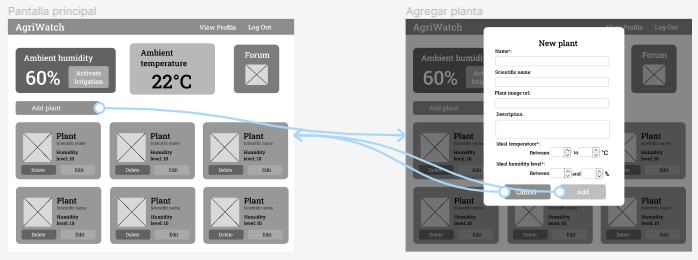 Pantalla principal
AgriWatch
View Profile
Log Out
Ambient humidity
60%
Activate
Irrigation
Ambient
temperature
22°C
Forum
Add plant
Plant
Scientific name
Humidity
level: 10
Delete
Edit
Plant
Scientific name
Humidity
level: 10
Delete
Edit
Plant
Scientific name
Humidity
level: 10
Delete
Edit
Plant
Scientific name
Humidity
level: 10
Delete
Edit
Plant
Scientific name
Humidity
level: 10
Delete
Edit
Plant
Scientific name
Humidity
level: 10
Delete
Edit
Agregar planta
AgriWatch
Profile
Log Out
Ambient humidity
60%
Forum
Add plant
New plant
Name*:
Scientific name:
Plant image url:
Description:
Ideal temperature*:
Between to °C
Ideal humidity level*:
Between and %
Cancel
Add
Plant
Scientific name
Humidity
level: 10
Delete
Plant
Scientific name
Humidity
level: 10
Delete
Edit
Plant
Scientific name
Humidity
level: 10
Delete
Edit
Plant
Humidity
level: 10
Delete
Edit
Plant
Scientific name
Humidity
level: 10
Delete
Edit